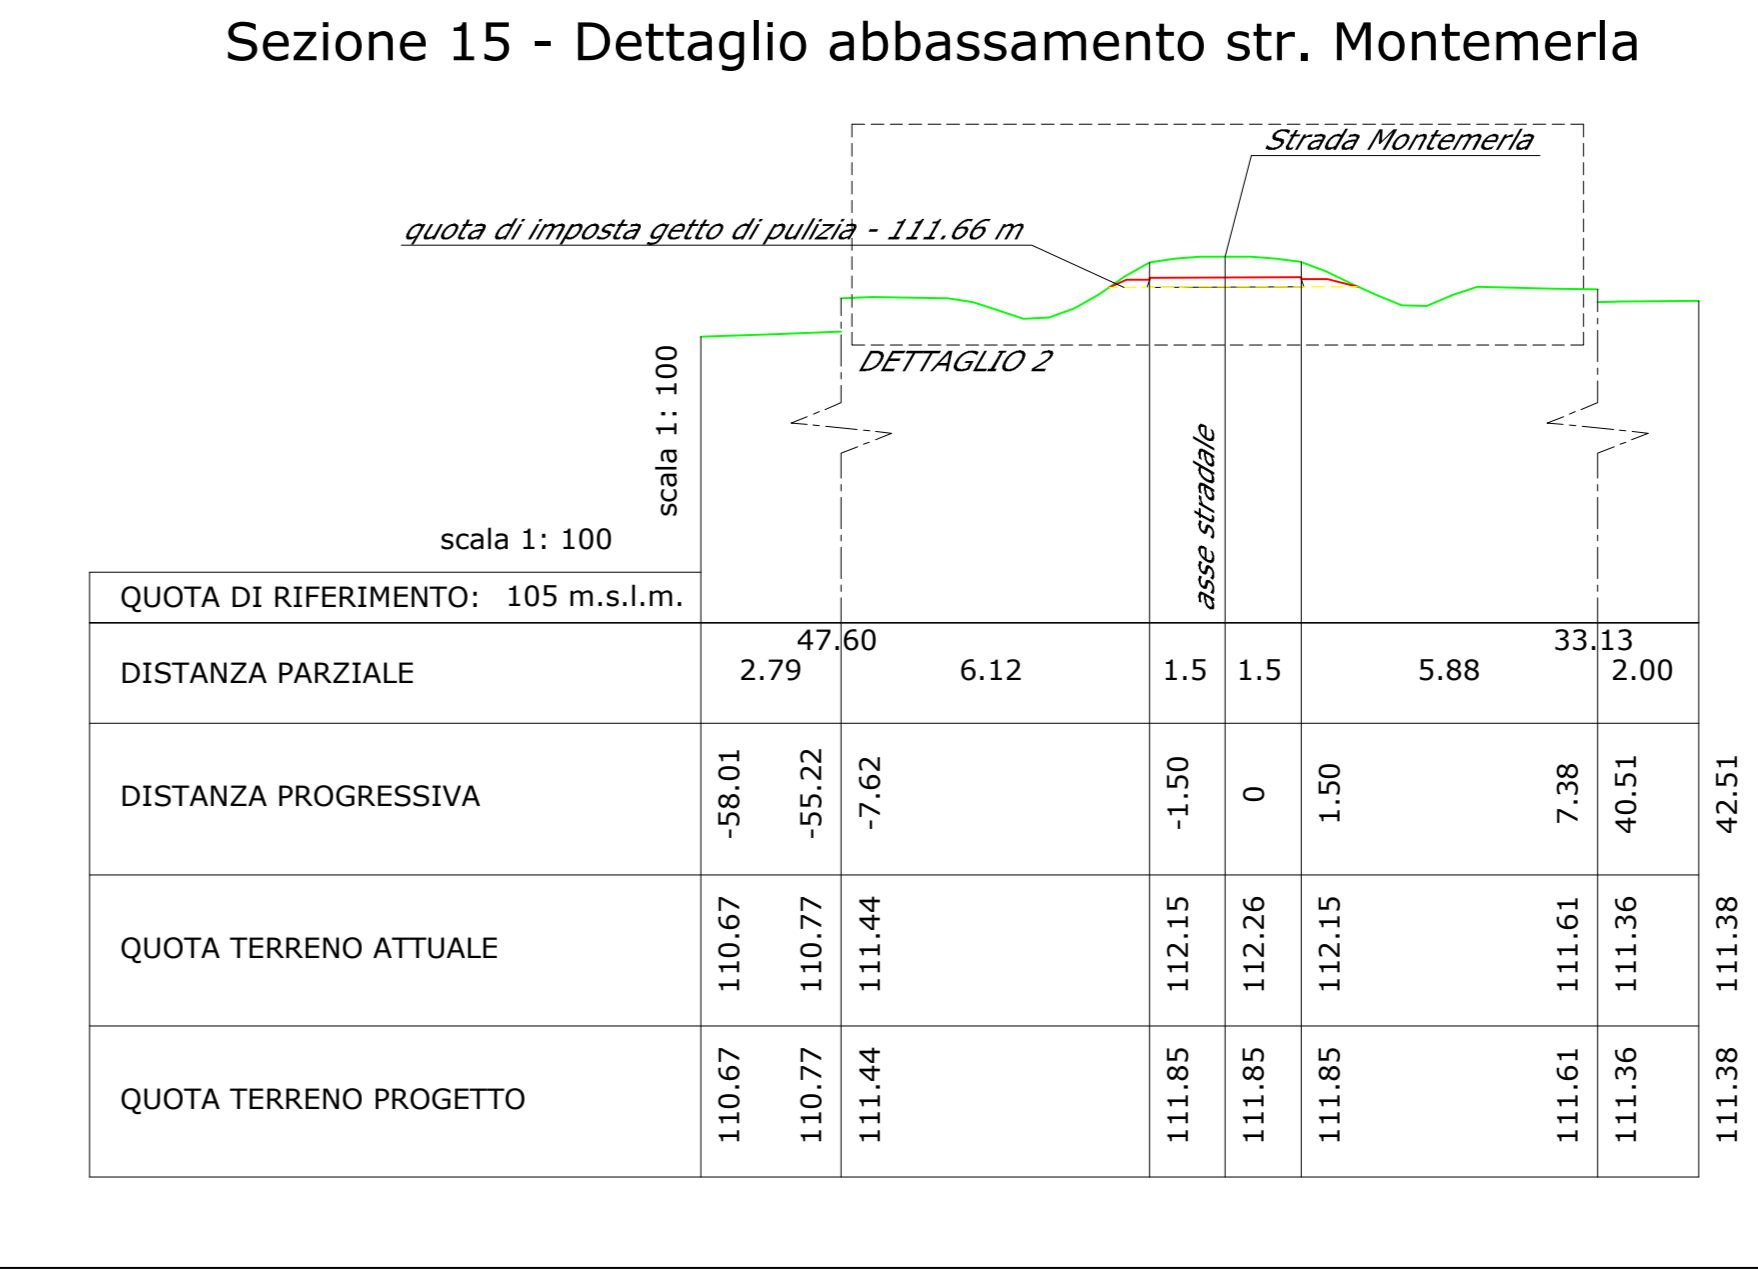 Sezione 15 - Dettaglio abbassamento str. Montemerla
Strada Montemerla
quota di imposta getto di pulizia - 111.66 m
DETTAGLIO 2
scala 1: 100
asse stradale
scala 1: 100
QUOTA DI RIFERIMENTO: 105 m.s.l.m.
47.60 33.13
DISTANZA PARZIALE 2.79 6.12 1.5 1.5 5.88 2.00
DISTANZA PROGRESSIVA -58.01 -55.22 -7.62 -1.50 0 1.50 7.38 40.51 42.51
QUOTA TERRENO ATTUALE 110.67 110.77 111.44 112.15 112.26 112.15 111.61 111.36 111.38
QUOTA TERRENO PROGETTO 110.67 110.77 111.44 111.85 111.85 111.85 111.61 111.36 111.38